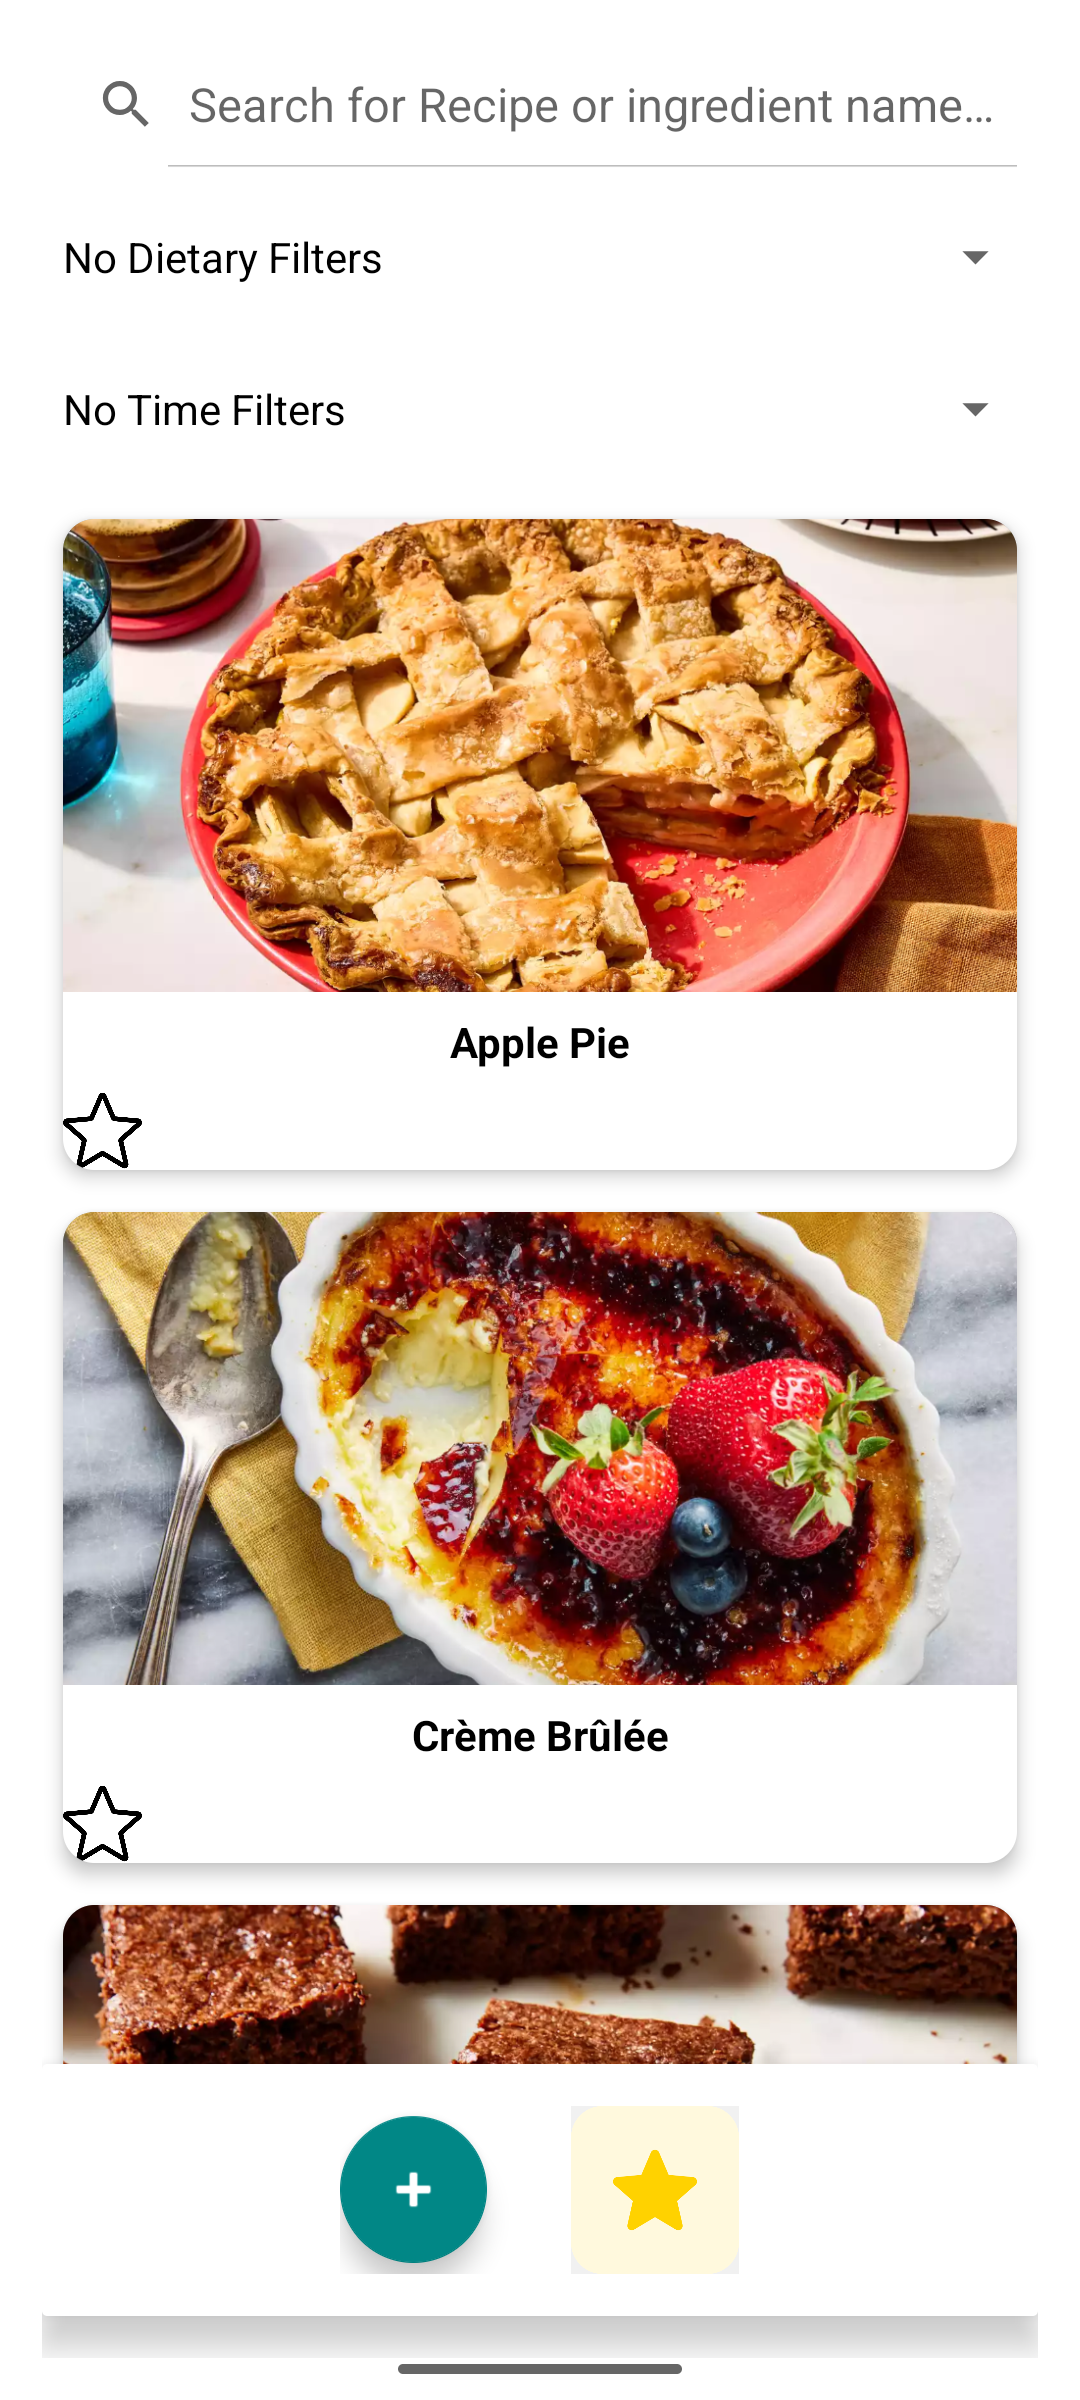 Search for Recipe or ingredient name...
No Dietary Filters
No Time Filters
Apple Pie
Crème Brûlée